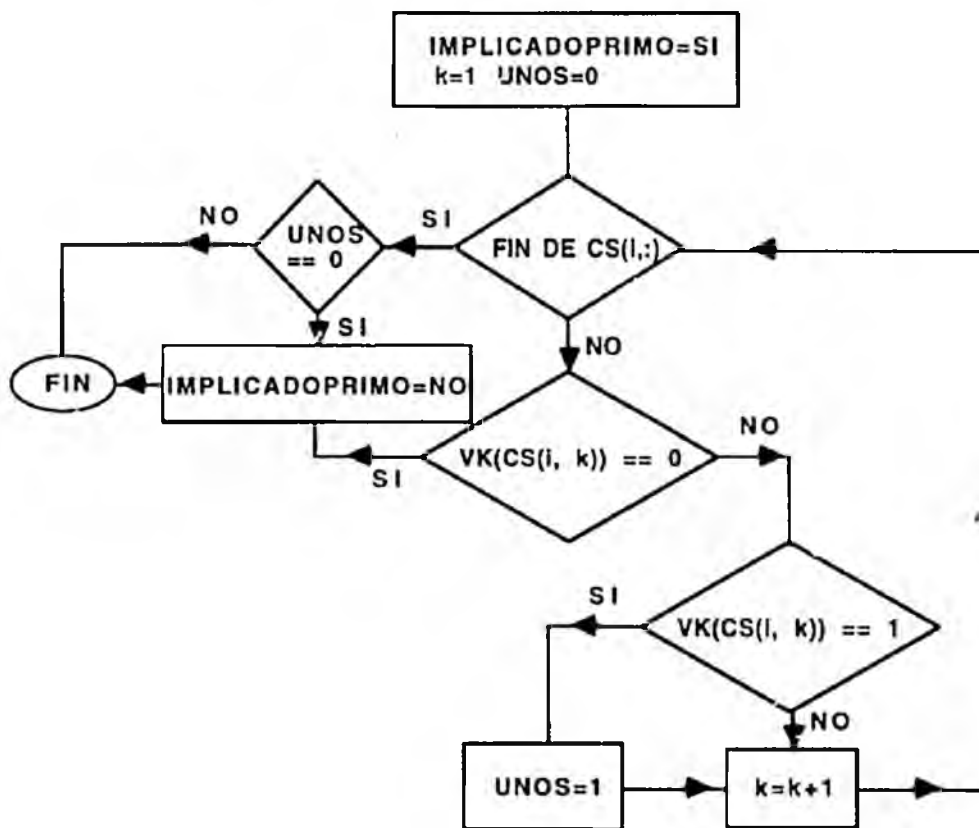 IMPLICADOPRIMO=SI
k=1 UNOS=0
NO
UNOS
== 0
SI
FIN DE CS(i,:)
SI
NO
FIN
IMPLICADOPRIMO=NO
SI
VK(CS(i, k)) == 0
NO
SI
VK(CS(i, k)) == 1
NO
UNOS=1
k=k+1